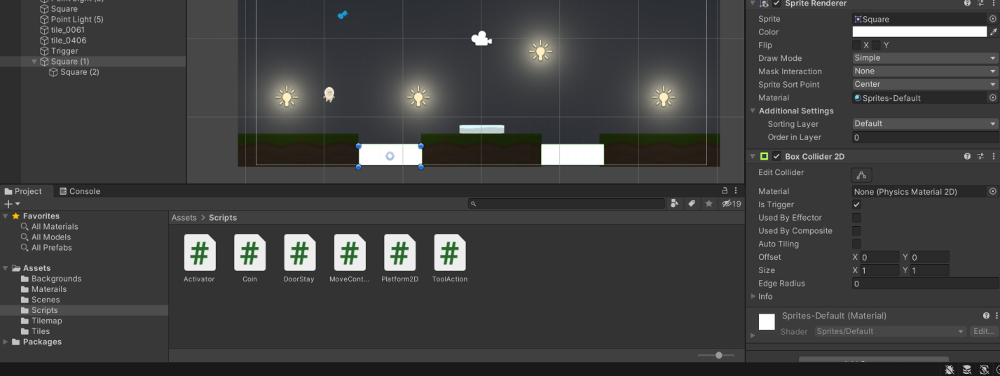 Square
Point Light (5)
tile_0061
tile_0406
Trigger
Square (1)
Square (2)
Project
Console
19
Favorites
All Materials
All Models
All Prefabs
Assets
Backgrounds
Materails
Scenes
Scripts
Tilemap
Tiles
Packages
Assets > Scripts
Activator
Coin
DoorStay
MoveCont...
Platform2D
ToolAction
Sprite Renderer
Sprite Square
Color
Flip X Y
Draw Mode Simple
Mask Interaction None
Sprite Sort Point Center
Material Sprites-Default
Additional Settings
Sorting Layer Default
Order in Layer 0
Box Collider 2D
Edit Collider
Material None (Physics Material 2D)
Is Trigger
Used By Effector
Used By Composite
Auto Tiling
Offset X 0 Y 0
Size X 1 Y 1
Edge Radius 0
Info
Sprites-Default (Material)
Shader Sprites/Default Edit...